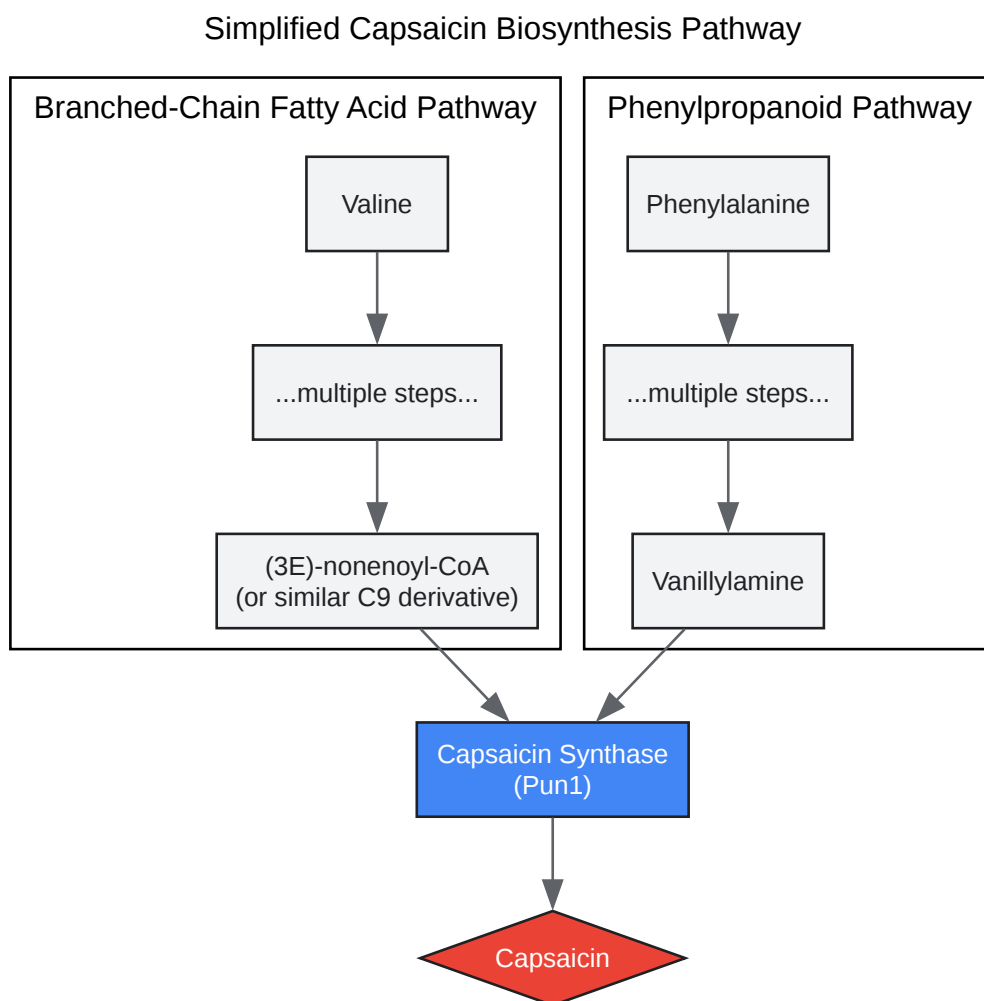 Simplified Capsaicin Biosynthesis Pathway
Branched-Chain Fatty Acid Pathway
Valine
...multiple steps...
(3E)-nonenoyl-CoA
(or similar C9 derivative)
Phenylpropanoid Pathway
Phenylalanine
...multiple steps...
Vanillylamine
Capsaicin Synthase
(Pun1)
Capsaicin